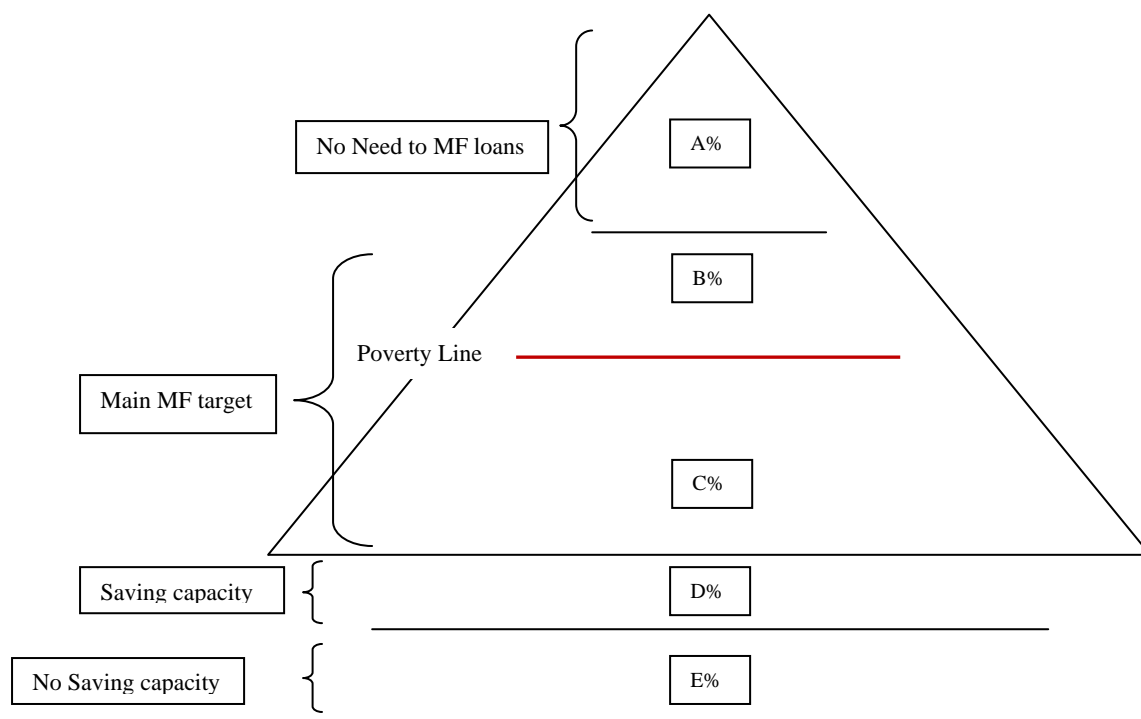 No Need to MF loans
A%
B%
Poverty Line
Main MF target
C%
Saving capacity
D%
No Saving capacity
E%